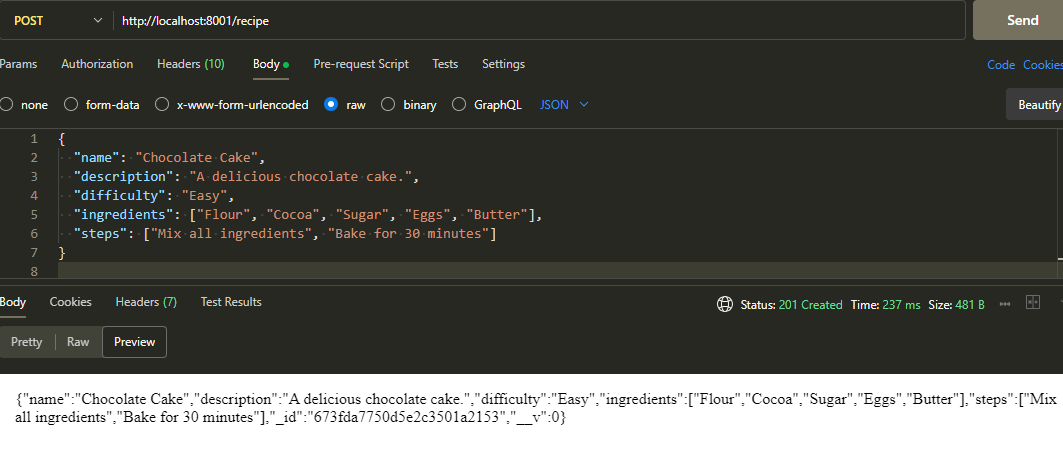 POST http://localhost:8001/recipe Send
Params Authorization Headers (10) Body Pre-request Script Tests Settings Code Cookies
none form-data x-www-form-urlencoded raw binary GraphQL JSON Beautify
1 {
2 "name": "Chocolate Cake",
3 "description": "A delicious chocolate cake.",
4 "difficulty": "Easy",
5 "ingredients": ["Flour", "Cocoa", "Sugar", "Eggs", "Butter"],
6 "steps": ["Mix all ingredients", "Bake for 30 minutes"]
7 }
8
Body Cookies Headers (7) Test Results Status: 201 Created Time: 237 ms Size: 481 B
Pretty Raw Preview
{"name":"Chocolate Cake","description":"A delicious chocolate cake.","difficulty":"Easy","ingredients":["Flour","Cocoa","Sugar","Eggs","Butter"],"steps":["Mix
all ingredients","Bake for 30 minutes"],"_id":"673fda7750d5e2c3501a2153","__v":0}